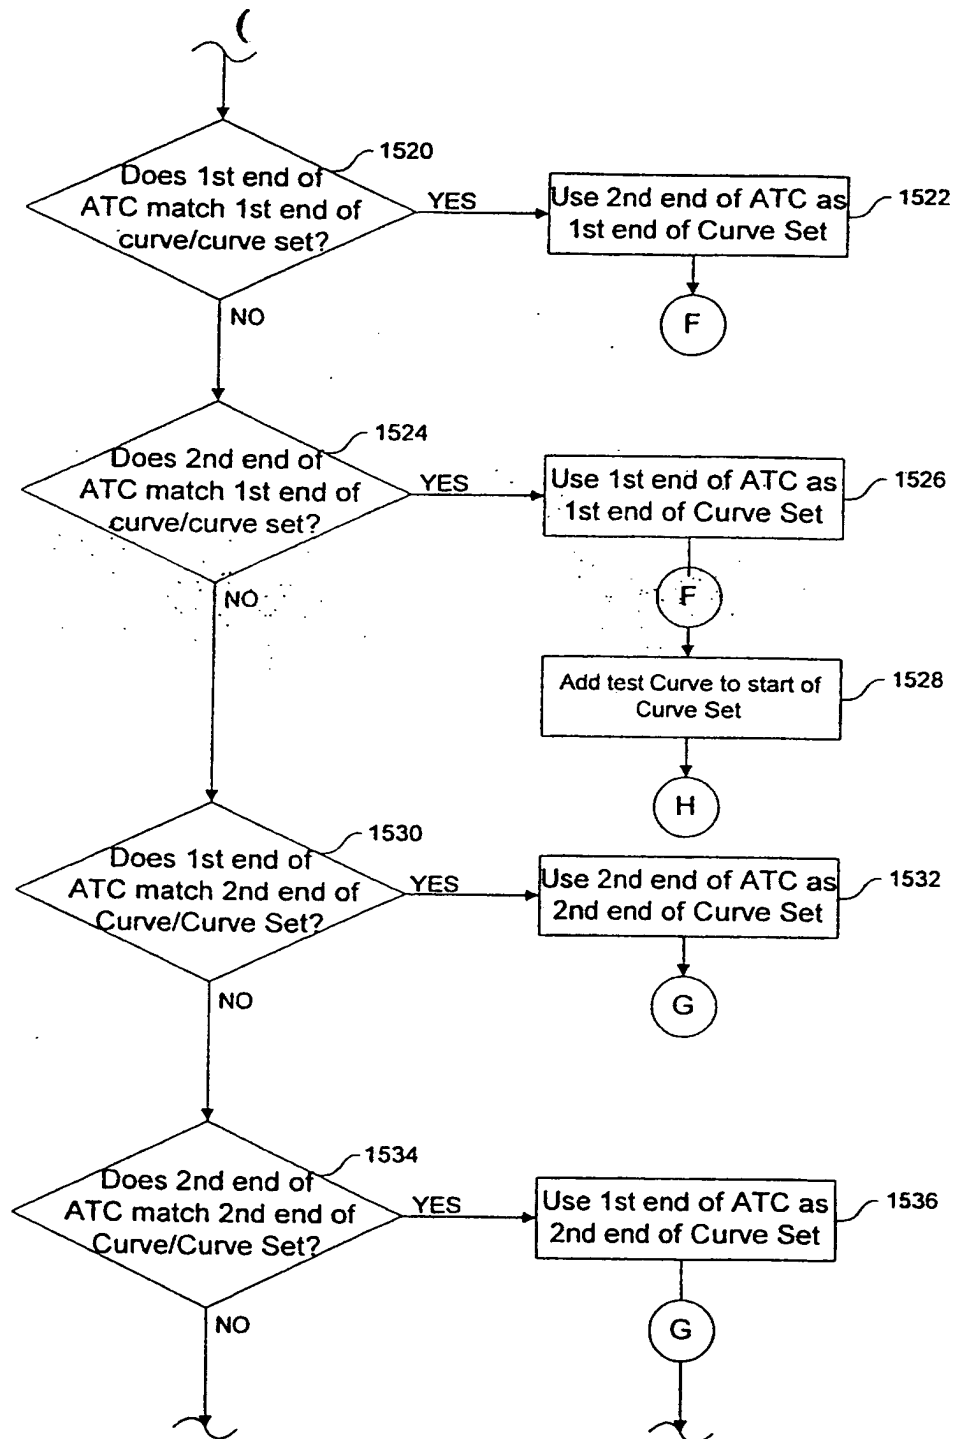 1520
Does 1st end of
ATC match 1st end of
curve/curve set?
YES
Use 2nd end of ATC as
1st end of Curve Set
1522
F
NO
1524
Does 2nd end of
ATC match 1st end of
curve/curve set?
YES
Use 1st end of ATC as
1st end of Curve Set
1526
F
NO
Add test Curve to start of
Curve Set
1528
H
1530
Does 1st end of
ATC match 2nd end of
Curve/Curve Set?
YES
Use 2nd end of ATC as
2nd end of Curve Set
1532
G
NO
1534
Does 2nd end of
ATC match 2nd end of
Curve/Curve Set?
YES
Use 1st end of ATC as
2nd end of Curve Set
1536
G
NO